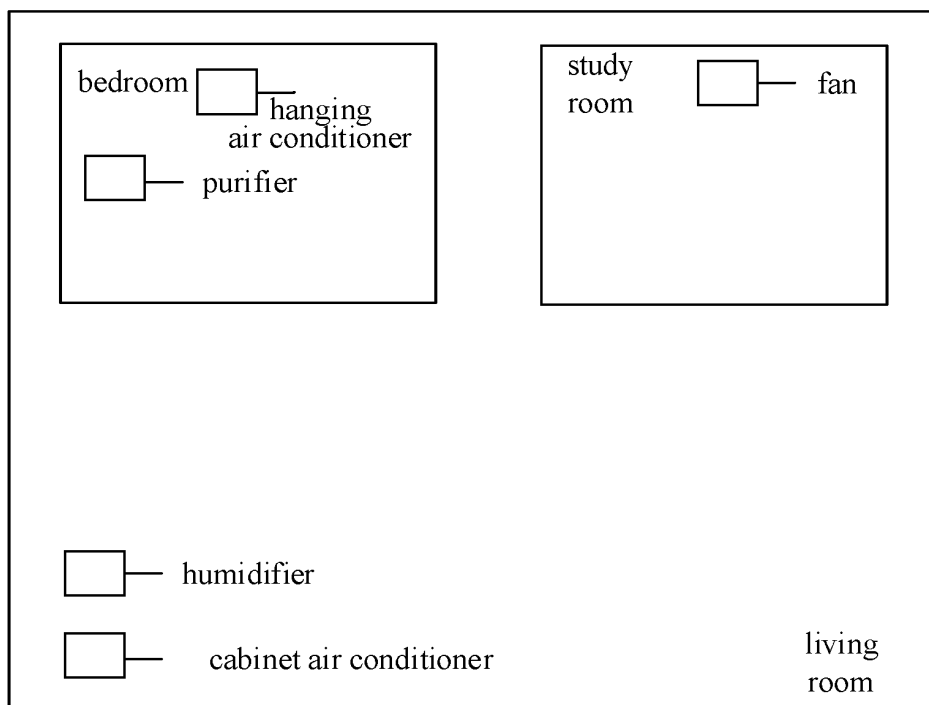 bedroom
hanging
air conditioner
purifier
study
room
fan
humidifier
cabinet air conditioner
living
room